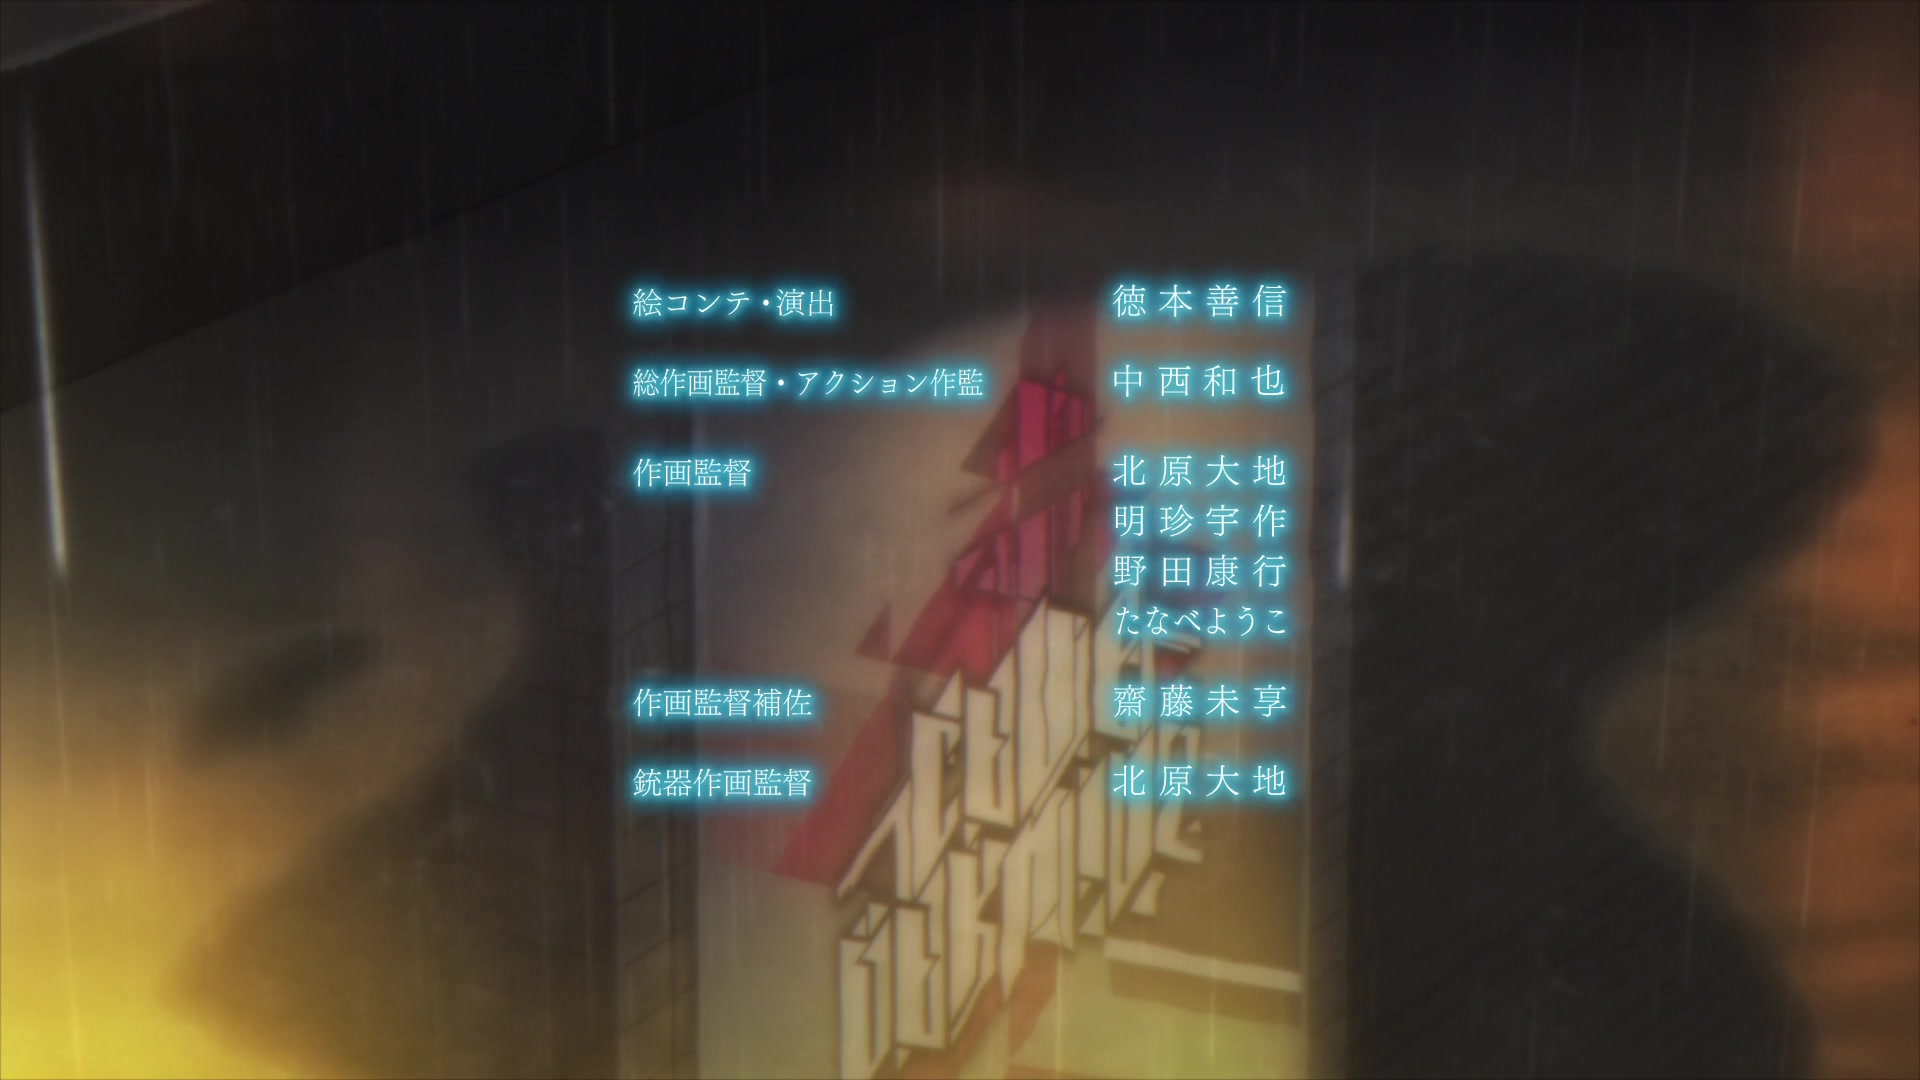 絵コンテ・演出 徳本善信
総作画監督・アクション作監 中西和也
作画監督 北原大地
明珍宇作
野田康行
たなべようこ
作画監督補佐 齋藤未享
銃器作画監督 北原大地